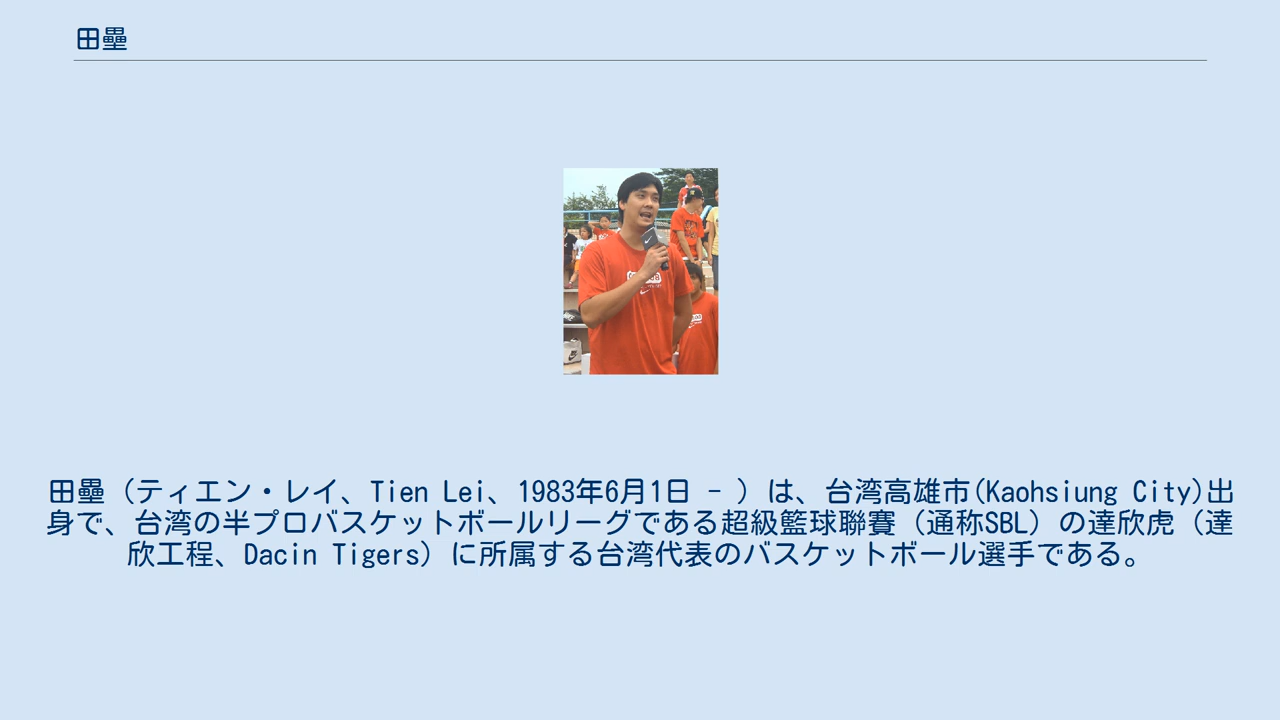 田壘
田壘（ティエン・レイ、Tien Lei、1983年6月1日 - ）は、台湾高雄市(Kaohsiung City)出
身で、台湾の半プロバスケットボールリーグである超級籃球聯賽（通称SBL）の達欣虎（達
欣工程、Dacin Tigers）に所属する台湾代表のバスケットボール選手である。